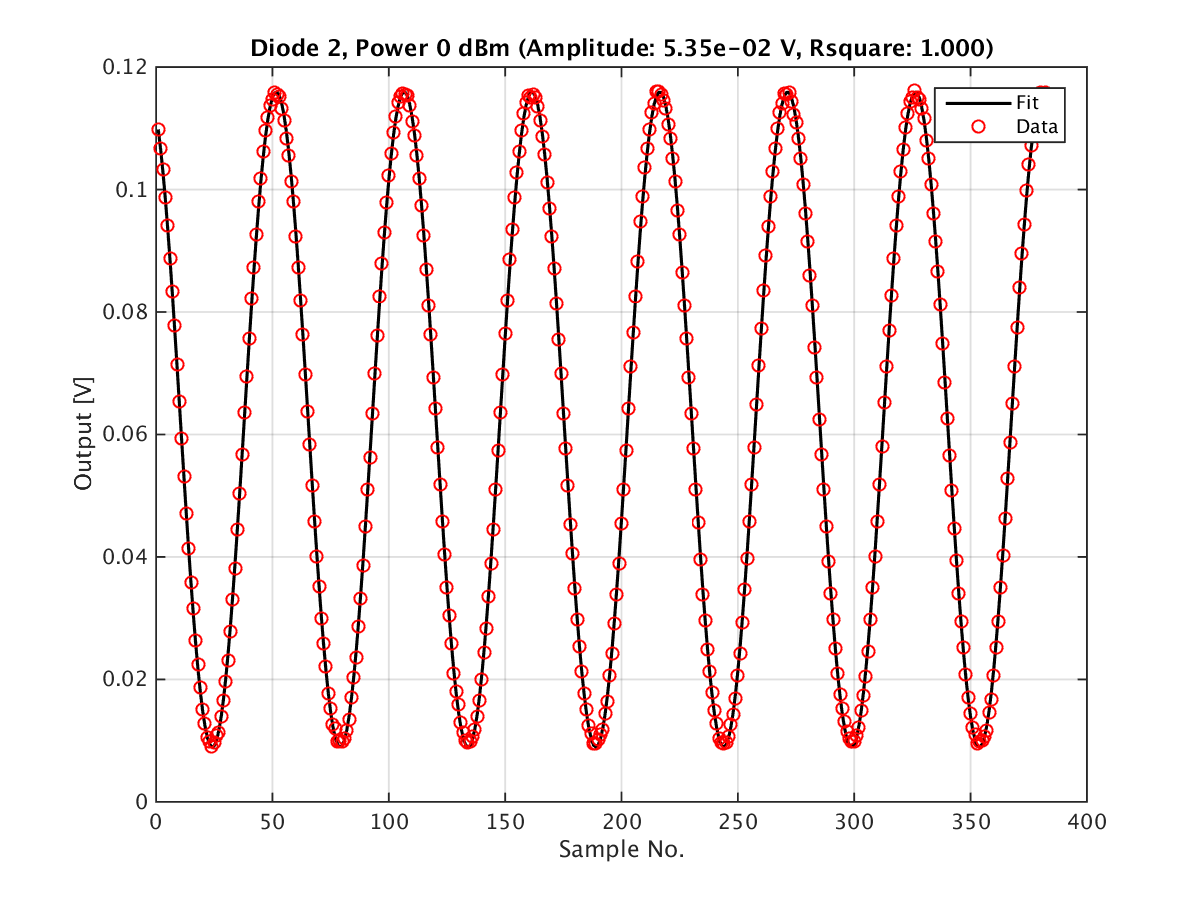 Diode 2, Power 0 dBm (Amplitude: 5.35e-02 V, Rsquare: 1.000)
0.12
0.1
0.08
0.06
0.04
0.02
0
Output [V]
Fit
Data
0 50 100 150 200 250 300 350 400
Sample No.